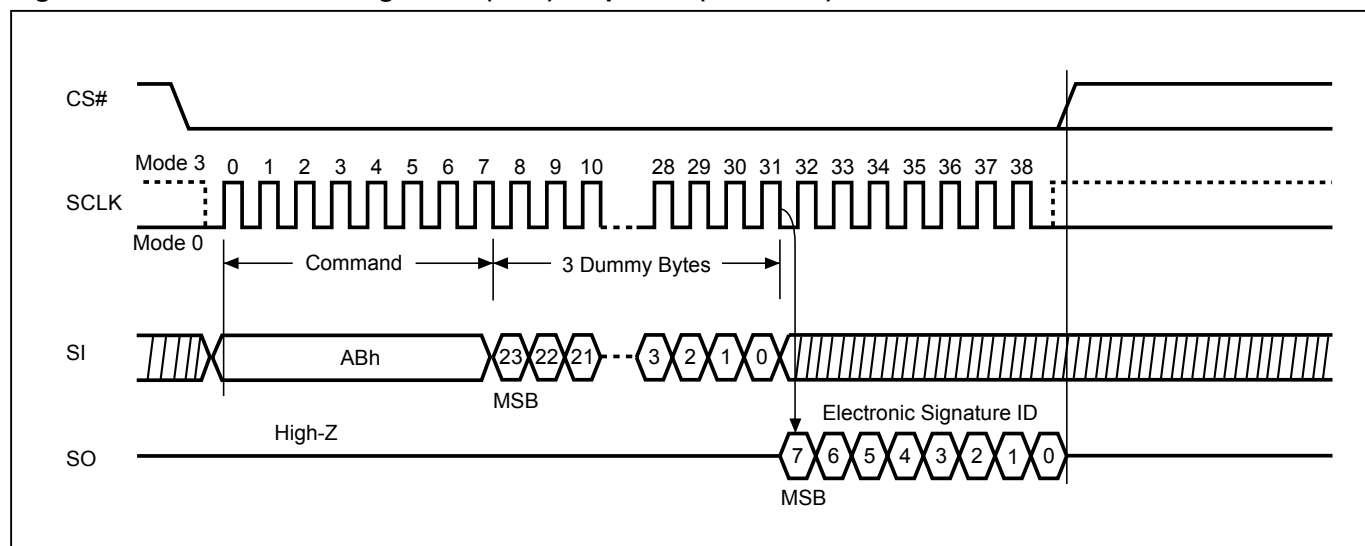 CS#
Mode 3 0 1 2 3 4 5 6 7 8 9 10 28 29 30 31 32 33 34 35 36 37 38
SCLK
Mode 0
Command 3 Dummy Bytes
SI ABh 23 22 21 3 2 1 0
MSB
High-Z Electronic Signature ID
SO 7 6 5 4 3 2 1 0
MSB